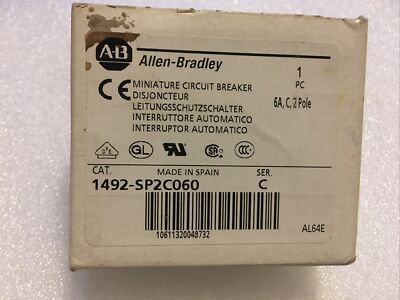 A-B
Allen-Bradley
1
PC
MINIATURE CIRCUIT BREAKER
DISJONCTEUR
LEITUNGSSCHUTZSCHALTER
INTERRUTTORE AUTOMATICO
INTERRUPTOR AUTOMATICO
6A, C, 2 Pole
CE
GL
CAT.
MADE IN SPAIN
SER.
1492-SP2C060
C
10611320048732
AL64E